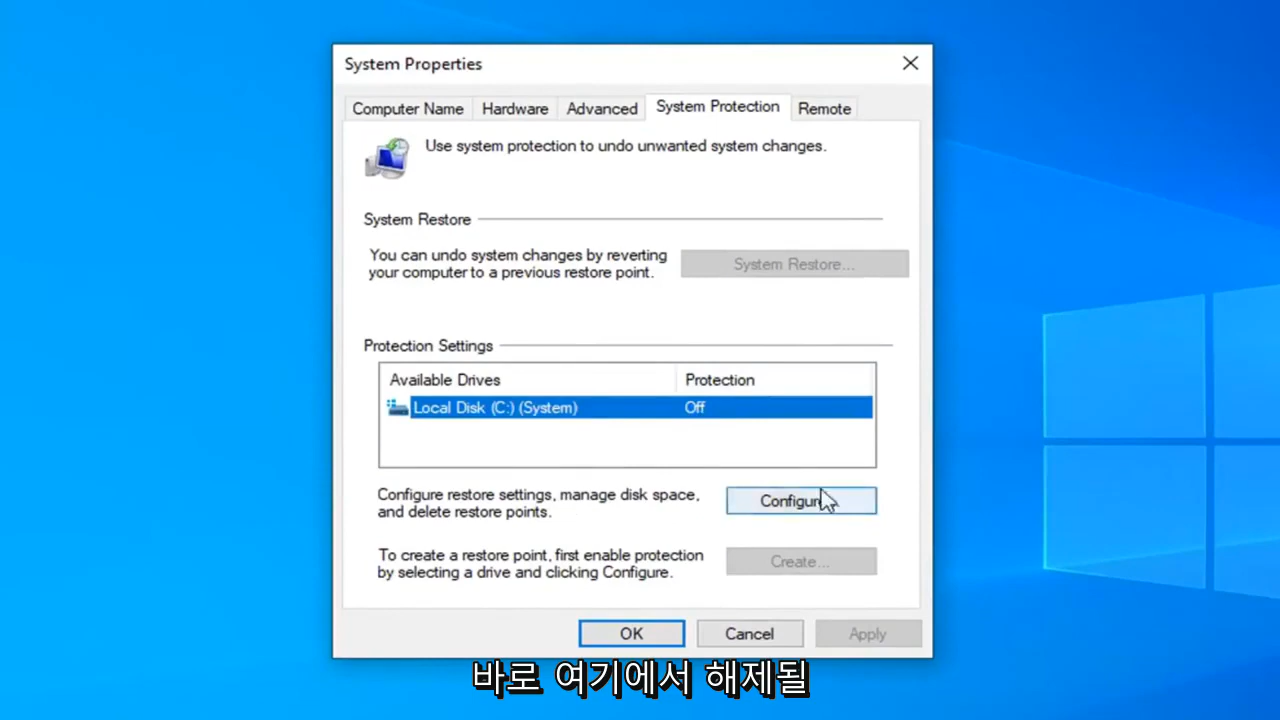 System Properties
Computer Name
Hardware
Advanced
System Protection
Remote
Use system protection to undo unwanted system changes.
System Restore
You can undo system changes by reverting
your computer to a previous restore point.
System Restore...
Protection Settings
Available Drives
Protection
Local Disk (C:) (System)
Off
Configure restore settings, manage disk space,
and delete restore points.
Configure...
To create a restore point, first enable protection
by selecting a drive and clicking Configure.
Create...
OK
Cancel
Apply
바로 여기에서 해제될